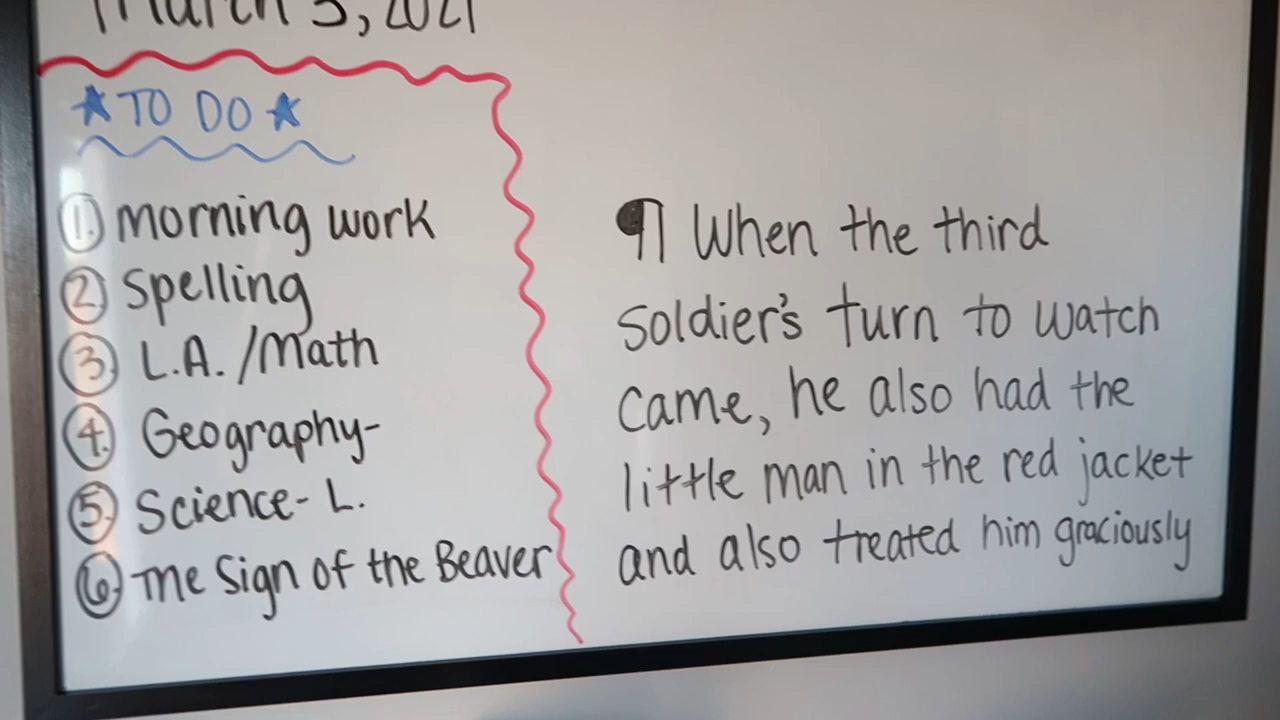 March 3, 2021
★ TO DO ★
1. morning work
2. Spelling
3. L.A. /Math
4. Geography-
5. Science- L.
6. The Sign of the Beaver
¶ When the third
soldier's turn to watch
came, he also had the
little man in the red jacket
and also treated him graciously